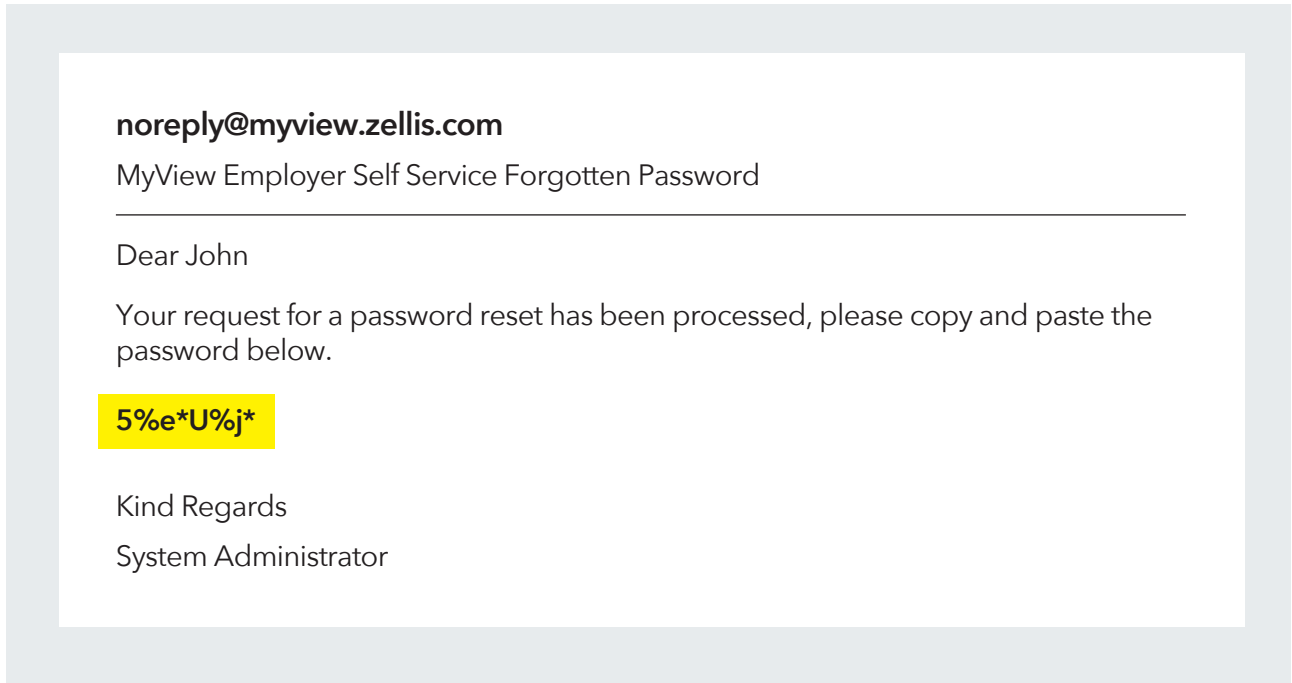 noreply@myview.zellis.com
MyView Employer Self Service Forgotten Password
Dear John
Your request for a password reset has been processed, please copy and paste the
password below.
5%e*U%j*
Kind Regards
System Administrator